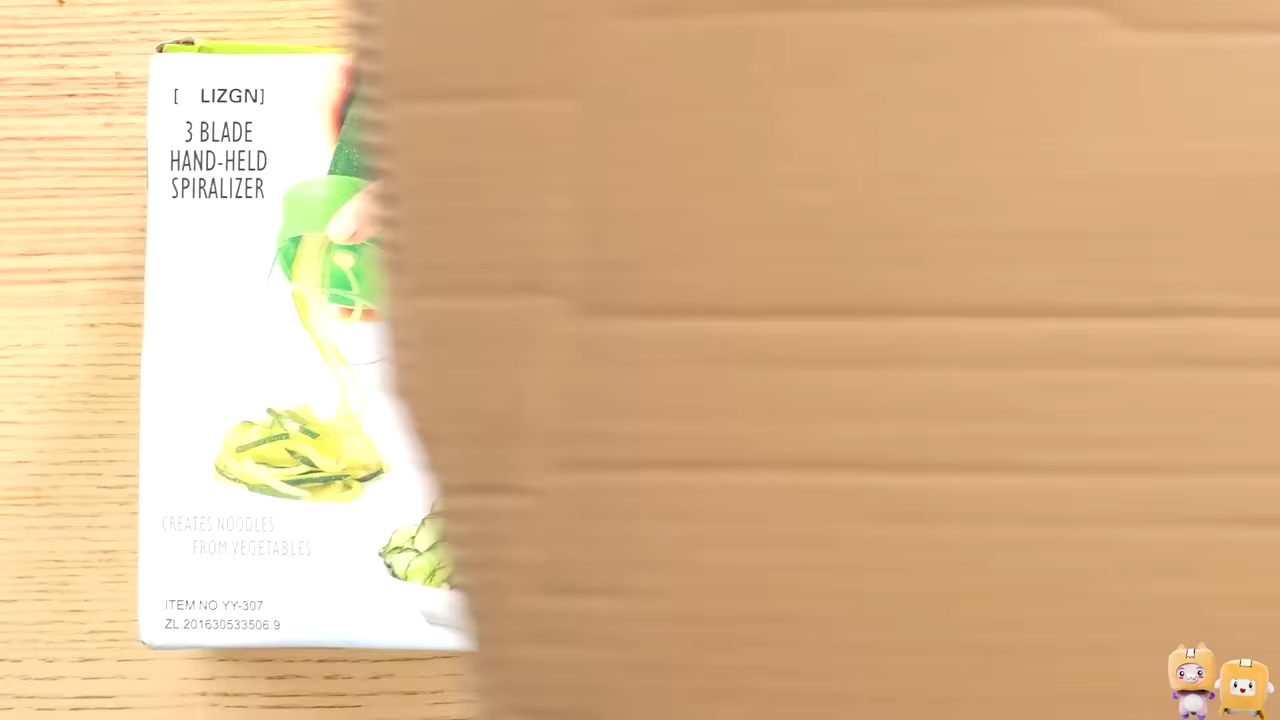 [ LIZGN]
3 BLADE
HAND-HELD
SPIRALIZER
CREATES NOODLES
FROM VEGETABLES
ITEM NO YY-307
ZL 201630533506.9